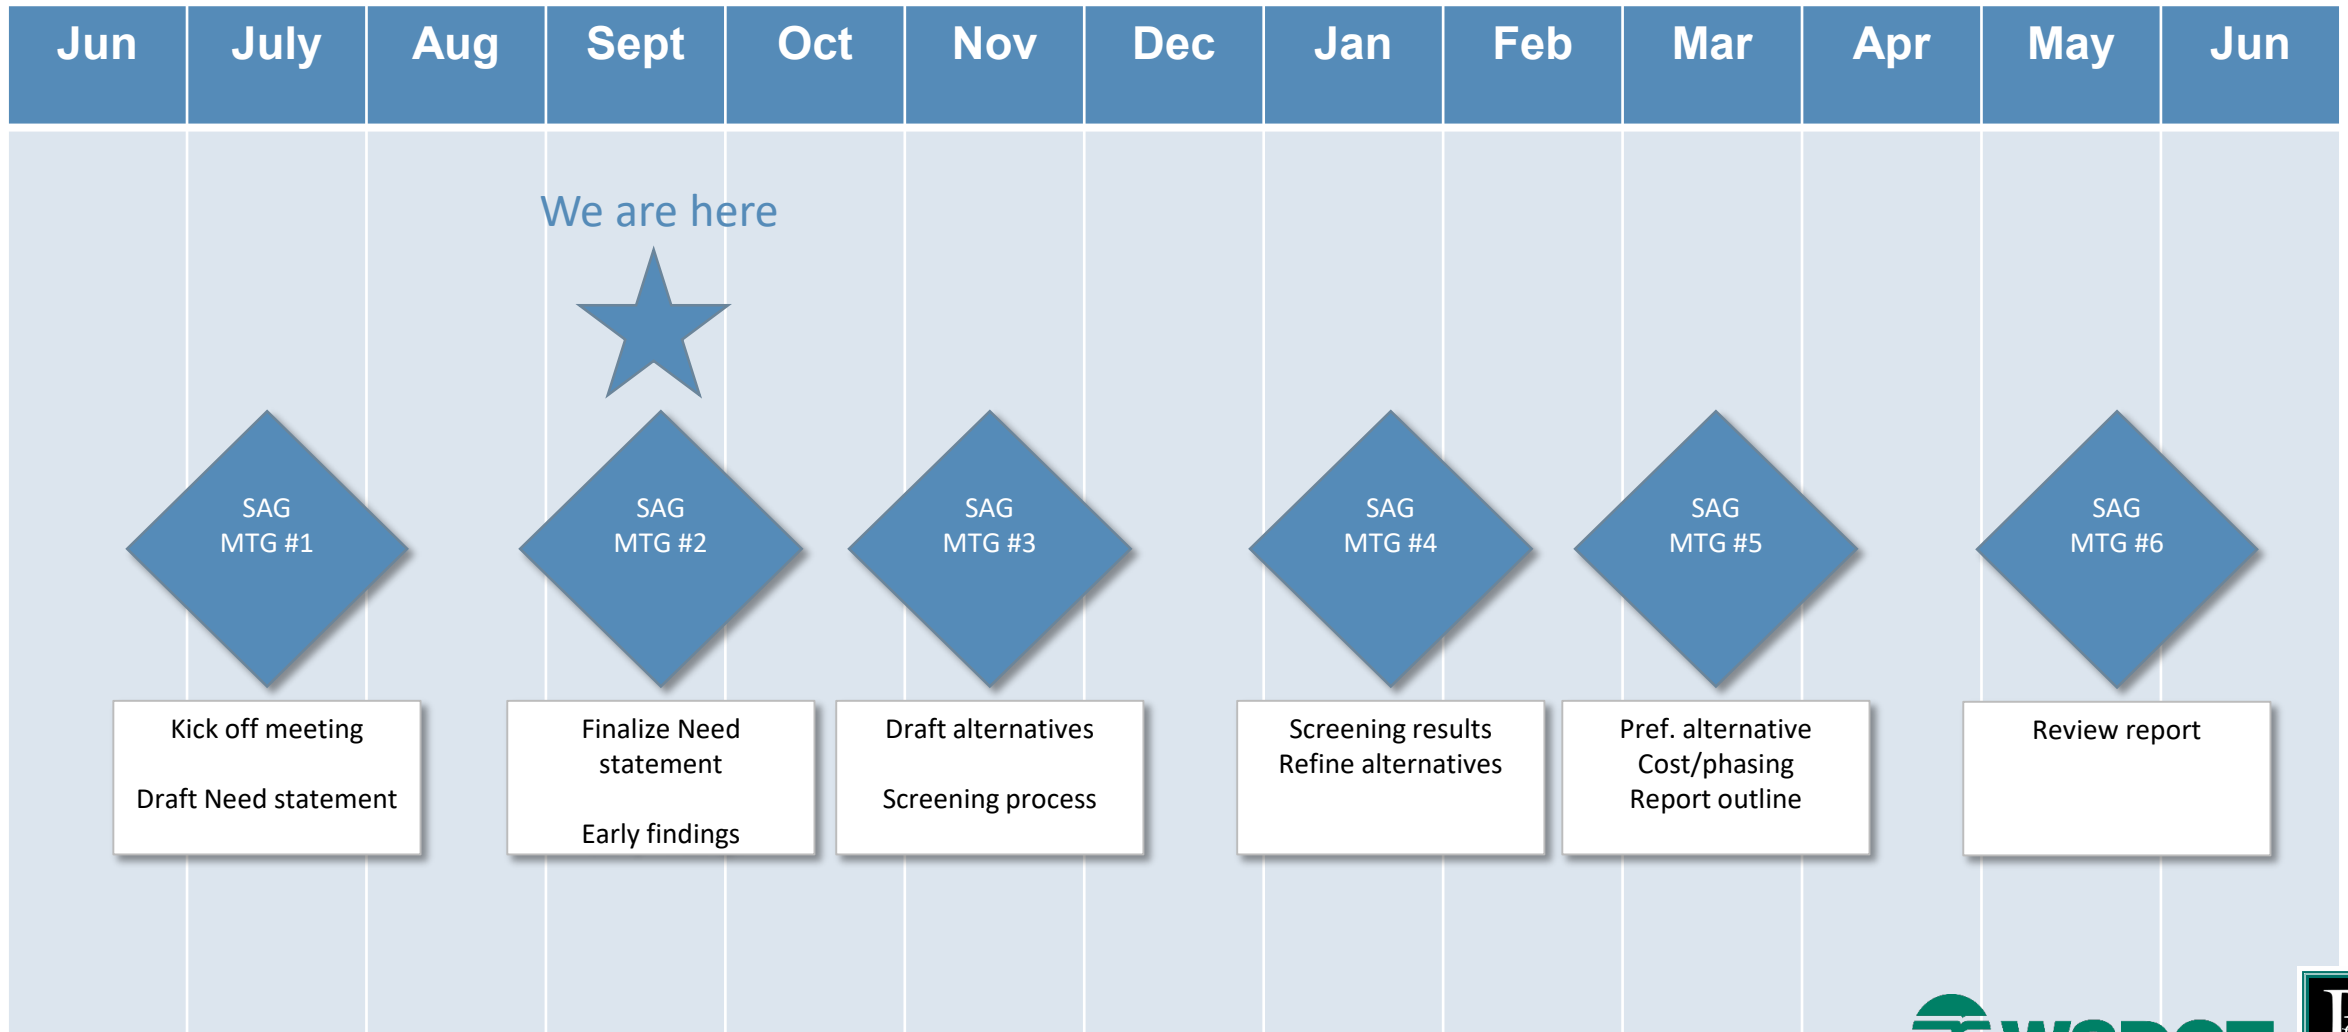 Jun July Aug Sept Oct Nov Dec Jan Feb Mar Apr May Jun
We are here
SAG
MTG #1
SAG
MTG #2
SAG
MTG #3
SAG
MTG #4
SAG
MTG #5
SAG
MTG #6
Kick off meeting
Draft Need statement
Finalize Need
statement
Early findings
Draft alternatives
Screening process
Screening results
Refine alternatives
Pref. alternative
Cost/phasing
Report outline
Review report